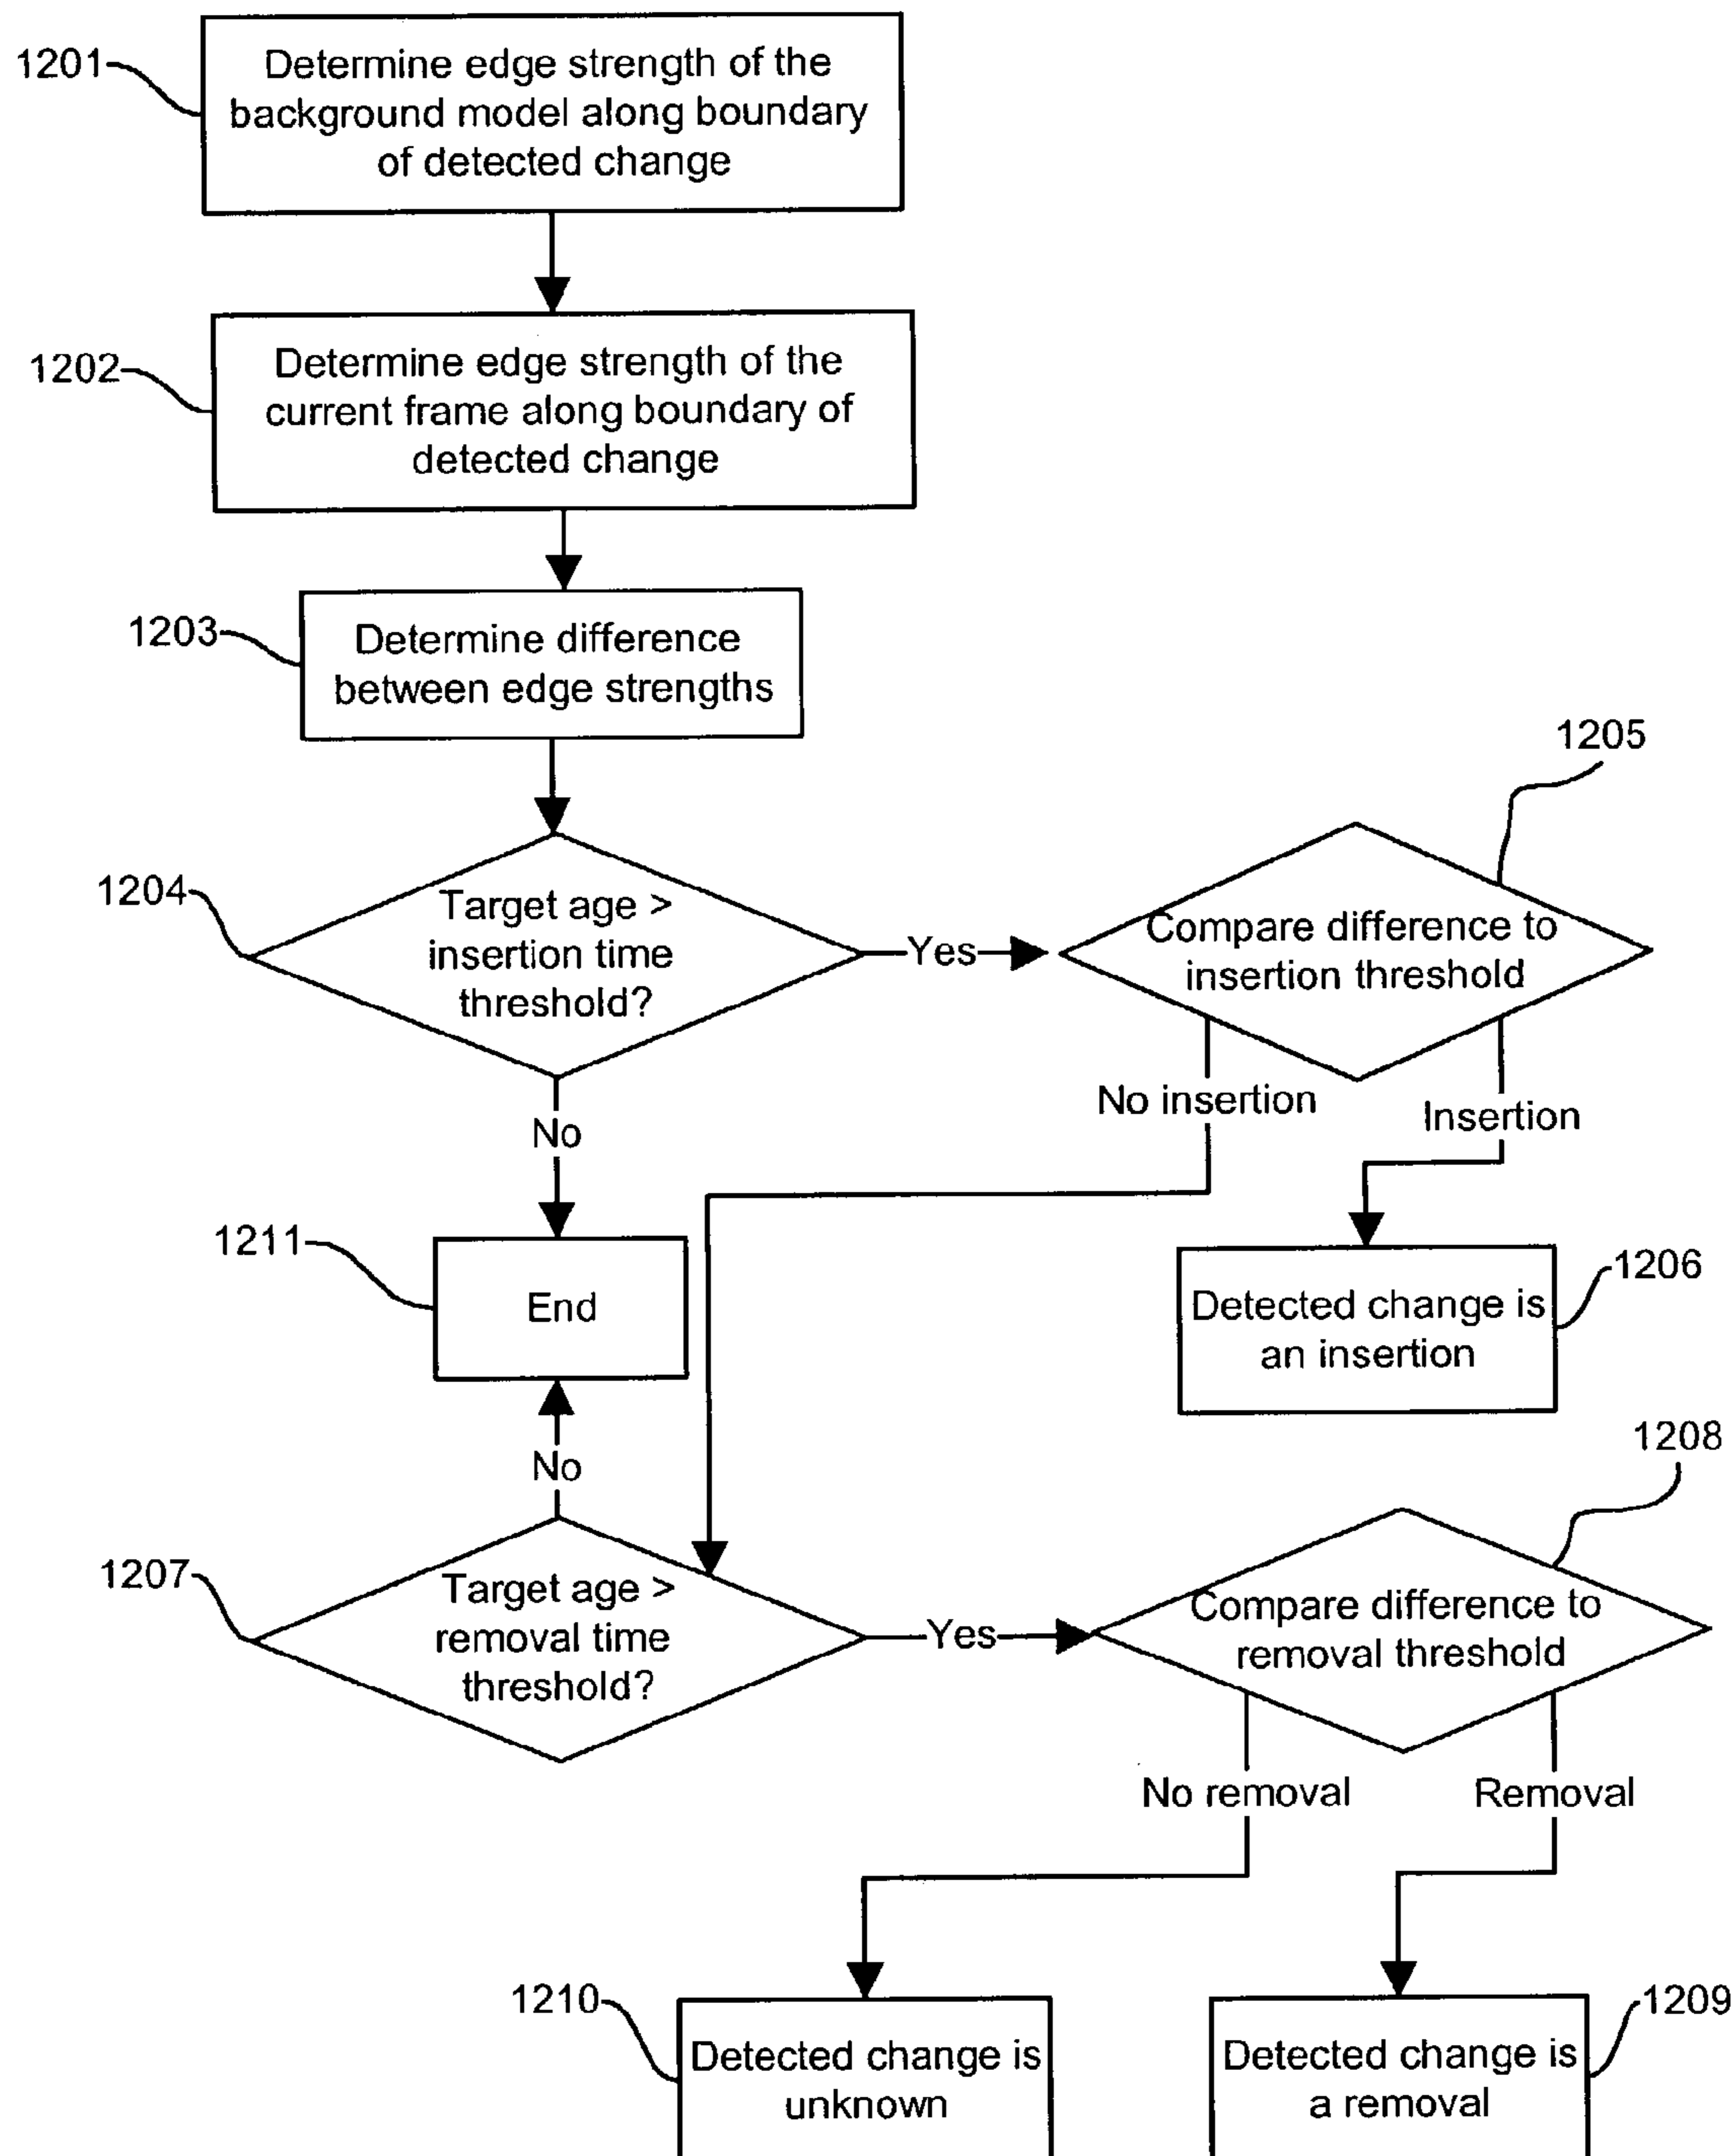 1201
Determine edge strength of the
background model along boundary
of detected change
1202
Determine edge strength of the
current frame along boundary of
detected change
1203
Determine difference
between edge strengths
1204
Target age >
insertion time
threshold?
Yes
1205
Compare difference to
insertion threshold
No
No insertion
Insertion
1211
End
1206
Detected change is
an insertion
No
1207
Target age >
removal time
threshold?
Yes
1208
Compare difference to
removal threshold
No removal
Removal
1210
Detected change is
unknown
1209
Detected change is
a removal